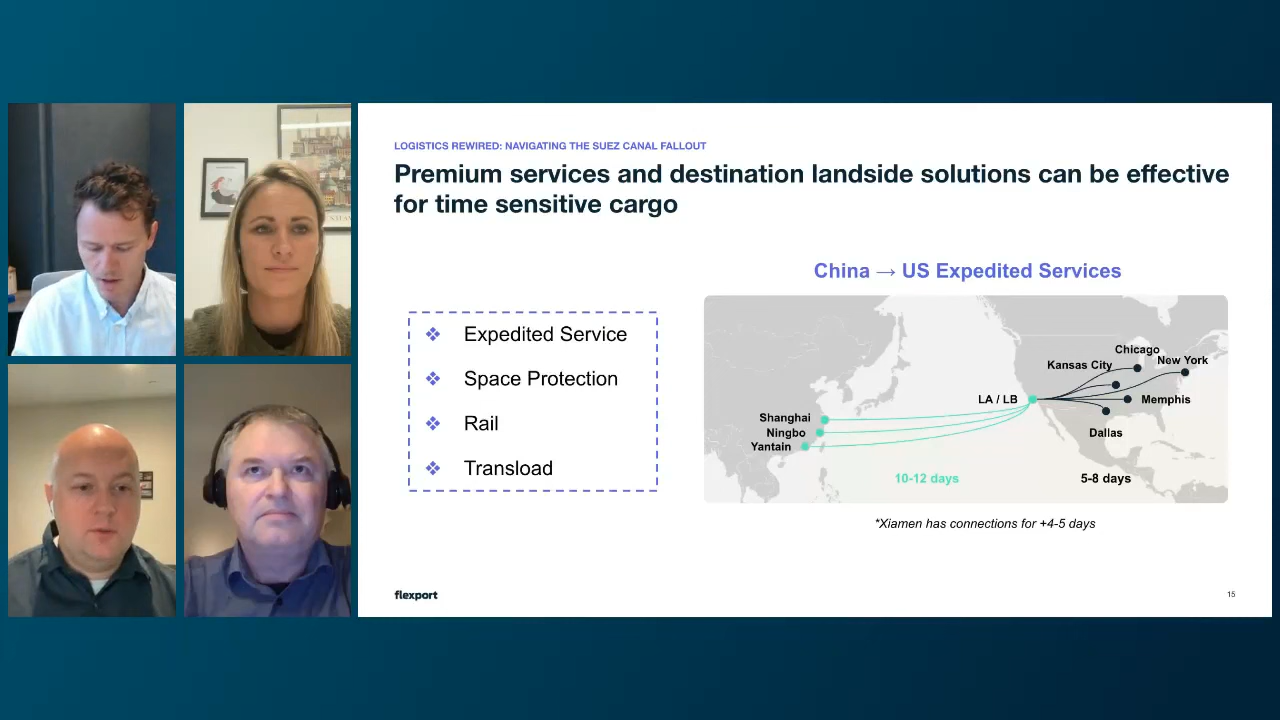 LOGISTICS REWIRED: NAVIGATING THE SUEZ CANAL FALLOUT
Premium services and destination landside solutions can be effective
for time sensitive cargo
China → US Expedited Services
❖ Expedited Service
❖ Space Protection
❖ Rail
❖ Transload
Chicago
Kansas City
New York
LA / LB
Memphis
Shanghai
Ningbo
Yantain
Dallas
10-12 days
5-8 days
*Xiamen has connections for +4-5 days
flexport
15